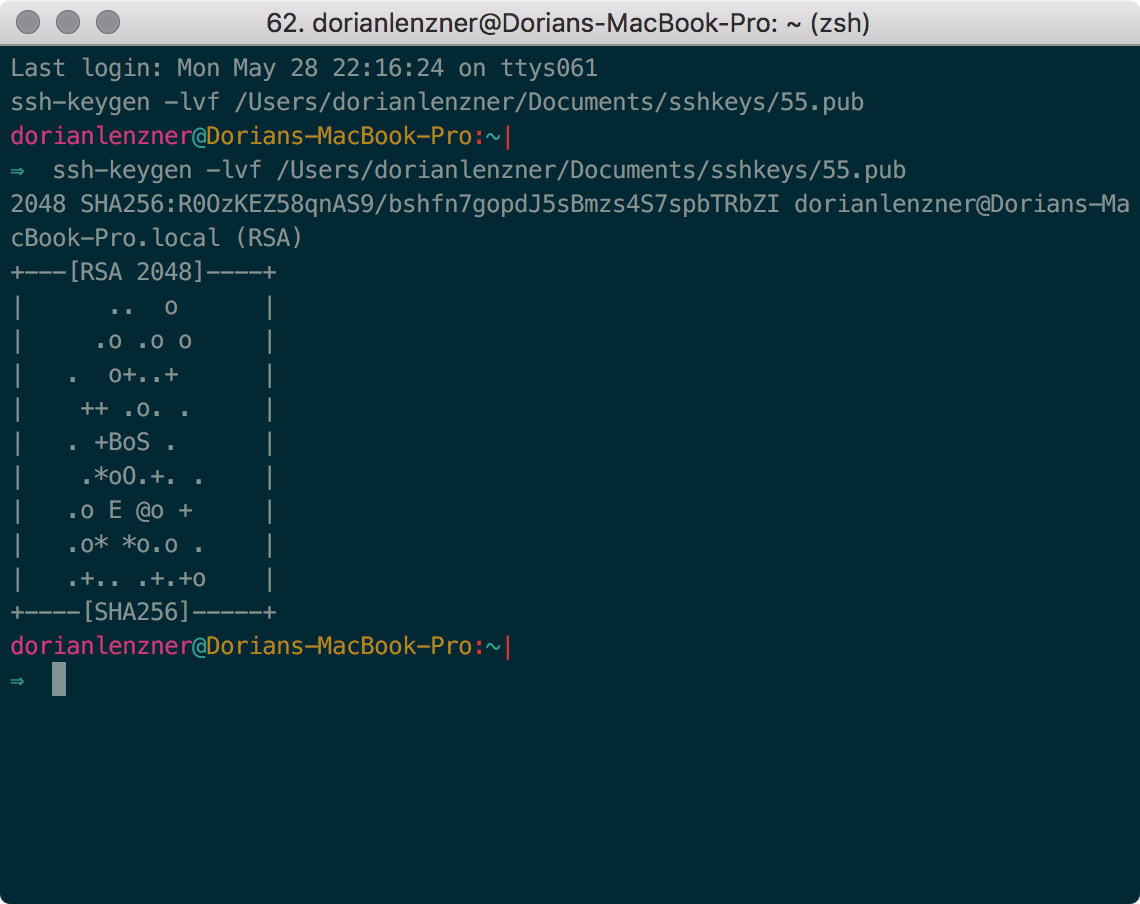 62. dorianlenzner@Dorians-MacBook-Pro: ~ (zsh)
Last login: Mon May 28 22:16:24 on ttys061
ssh-keygen -lvf /Users/dorianlenzner/Documents/sshkeys/55.pub
dorianlenzner@Dorians-MacBook-Pro:~|
⇒  ssh-keygen -lvf /Users/dorianlenzner/Documents/sshkeys/55.pub
2048 SHA256:R0OzKEZ58qnAS9/bshfn7gopdJ5sBmzs4S7spbTRbZI dorianlenzner@Dorians-Ma
cBook-Pro.local (RSA)
+---[RSA 2048]----+
|      ..  o      |
|     .o .o o     |
|   .  o+..+      |
|    ++ .o. .     |
|   . +BoS .      |
|    .*oO.+. .    |
|   .o E @o +     |
|   .o* *o.o .    |
|   .+.. .+.+o    |
+----[SHA256]-----+
dorianlenzner@Dorians-MacBook-Pro:~|
⇒